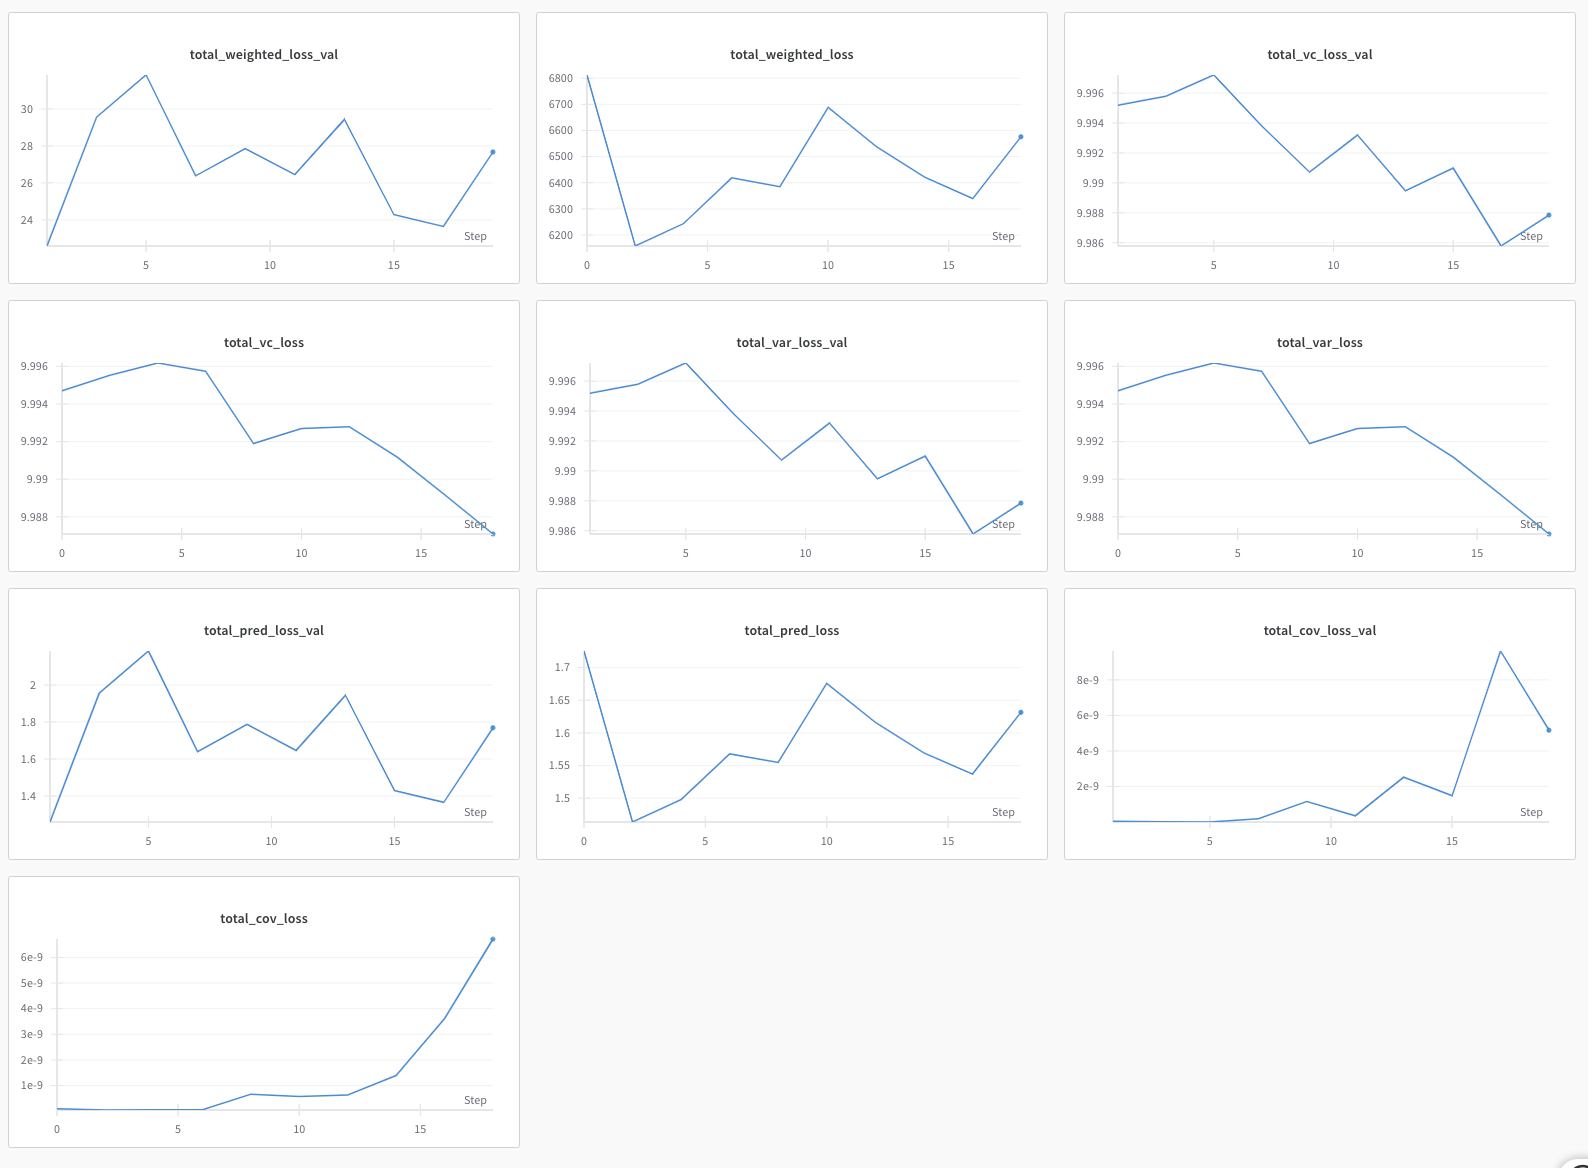 total_weighted_loss_val
30
28
26
24
Step
5
10
15
total_weighted_loss
6800
6700
6600
6500
6400
6300
6200
Step
0
5
10
15
total_vc_loss_val
9.996
9.994
9.992
9.99
9.988
9.986
Step
5
10
15
total_vc_loss
9.996
9.994
9.992
9.99
9.988
Step
0
5
10
15
total_var_loss_val
9.996
9.994
9.992
9.99
9.988
9.986
Step
5
10
15
total_var_loss
9.996
9.994
9.992
9.99
9.988
Step
0
5
10
15
total_pred_loss_val
2
1.8
1.6
1.4
Step
5
10
15
total_pred_loss
1.7
1.65
1.6
1.55
1.5
Step
0
5
10
15
total_cov_loss_val
8e-9
6e-9
4e-9
2e-9
Step
5
10
15
total_cov_loss
6e-9
5e-9
4e-9
3e-9
2e-9
1e-9
Step
0
5
10
15